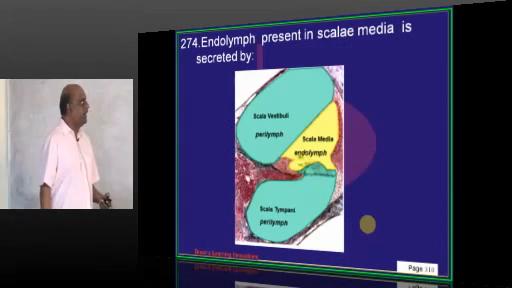 274.Endolymph present in scalae media is
secreted by:
Scala Vestibuli
perilymph
Scala Media
endolymph
Scala Tympani
perilymph
Page 110